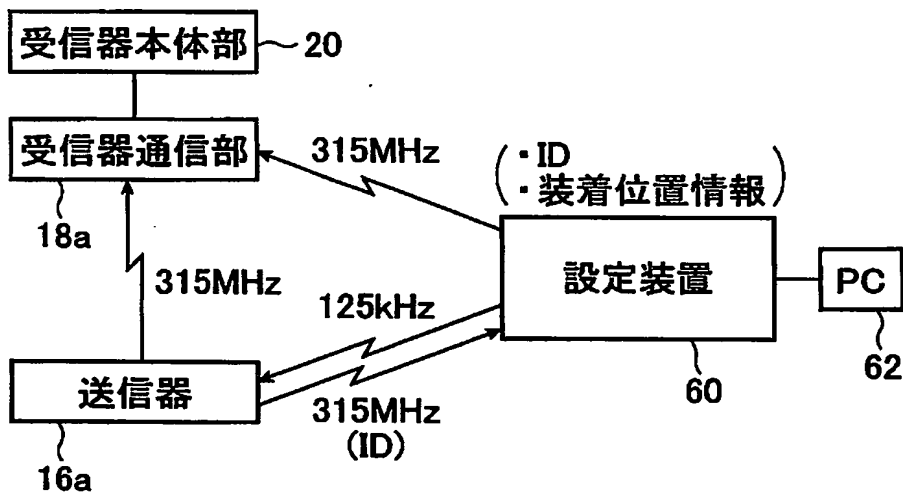 受信器本体部
20
受信器通信部
18a
315MHz
・ID
・装着位置情報
315MHz
125kHz
設定装置
PC
60
62
送信器
315MHz
(ID)
16a